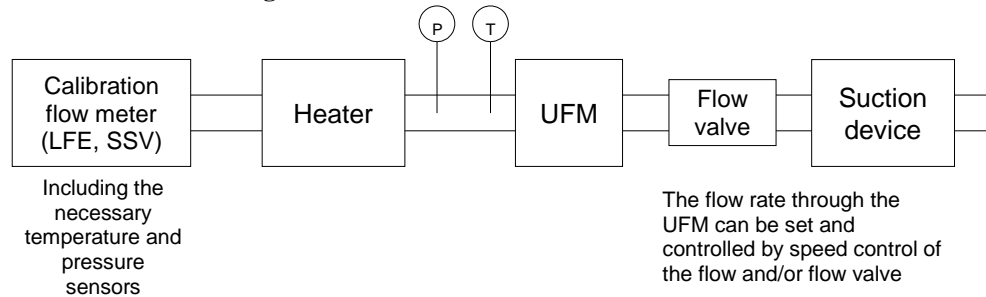 P T
Calibration
flow meter
(LFE, SSV)
Heater
UFM
Flow
valve
Suction
device
Including the
necessary
temperature and
pressure
sensors
The flow rate through the
UFM can be set and
controlled by speed control of
the flow and/or flow valve